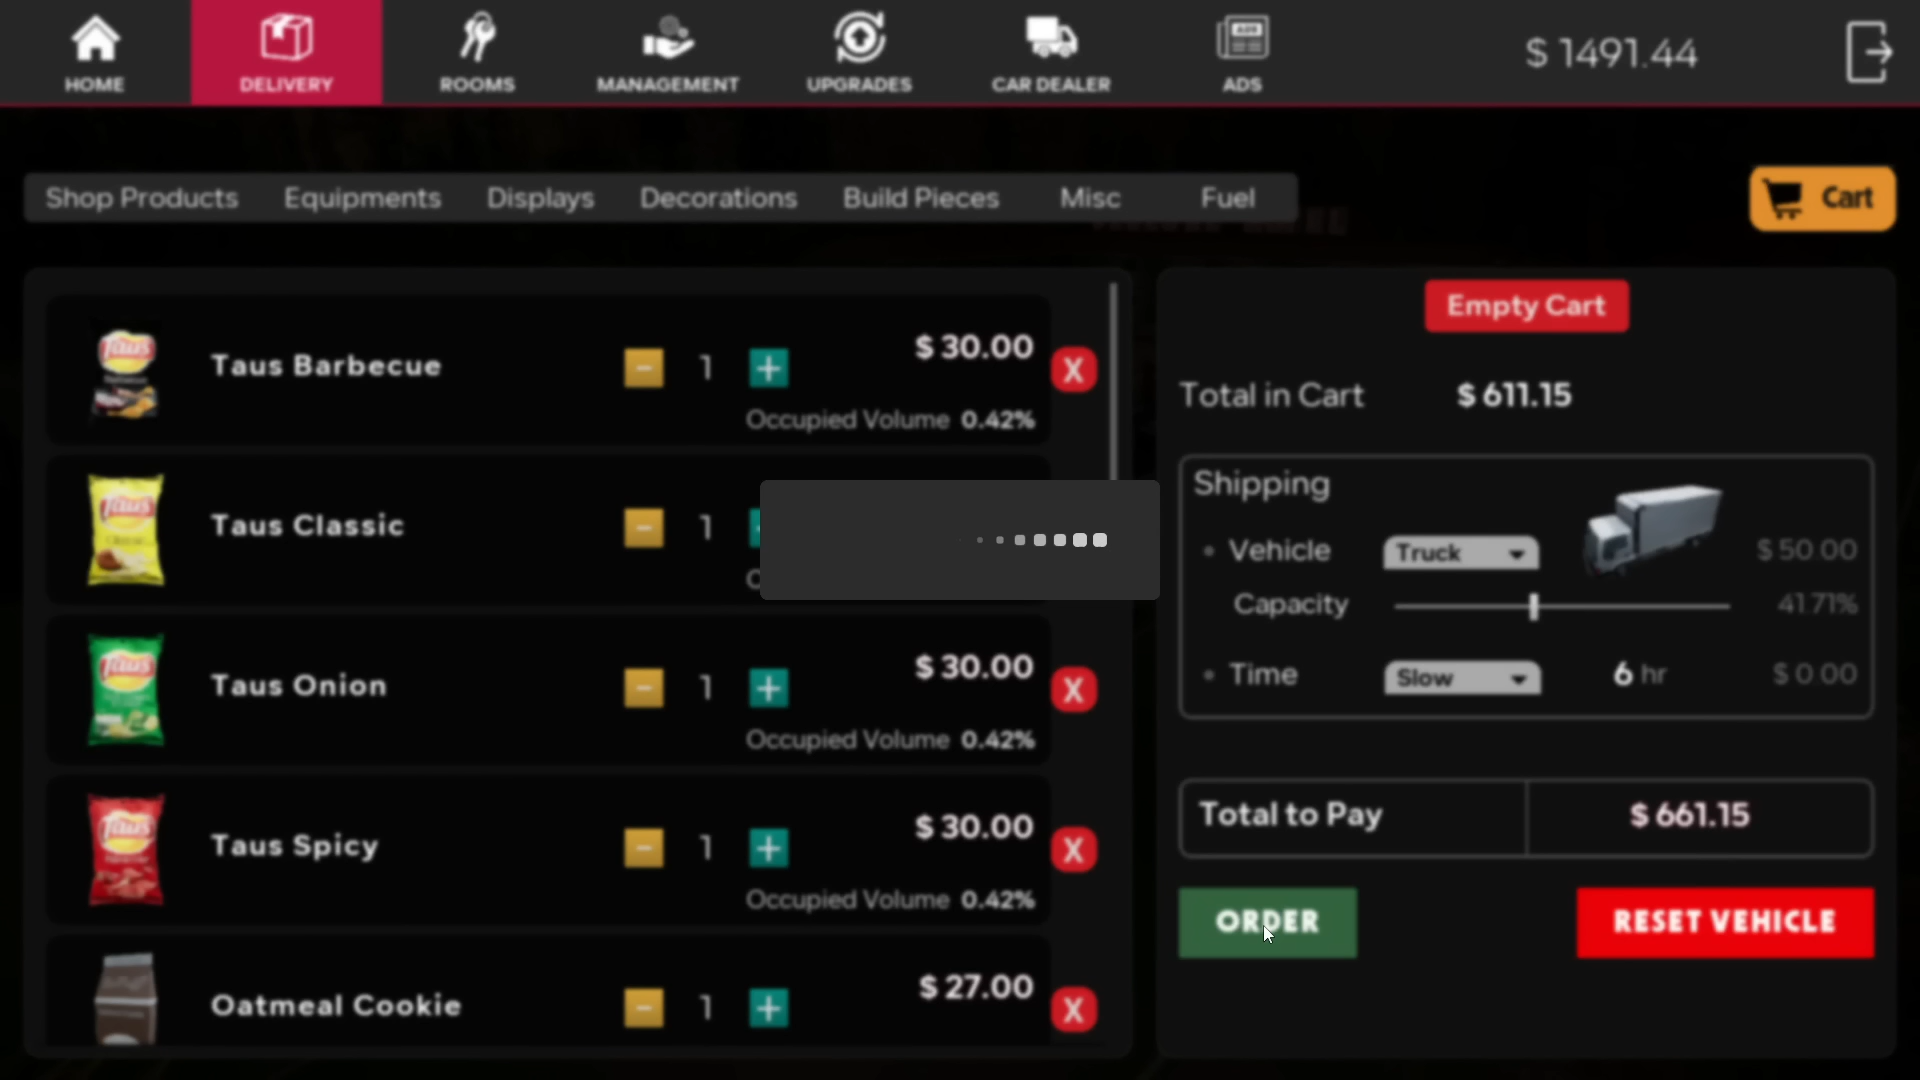 HOME
DELIVERY
ROOMS
MANAGEMENT
UPGRADES
CAR DEALER
ADS
$ 1491.44
Shop Products
Equipments
Displays
Decorations
Build Pieces
Misc
Fuel
Cart
Taus
Taus Barbecue
1
$ 30.00
X
Occupied Volume 0.42%
Taus
Taus Classic
1
Taus
Taus Onion
1
$ 30.00
X
Occupied Volume 0.42%
Taus
Taus Spicy
1
$ 30.00
X
Occupied Volume 0.42%
Oatmeal Cookie
1
$ 27.00
X
Empty Cart
Total in Cart $ 611.15
Shipping
Vehicle Truck $ 50.00
Capacity 41.71%
Time Slow 6 hr $ 0.00
Total to Pay $ 661.15
ORDER
RESET VEHICLE